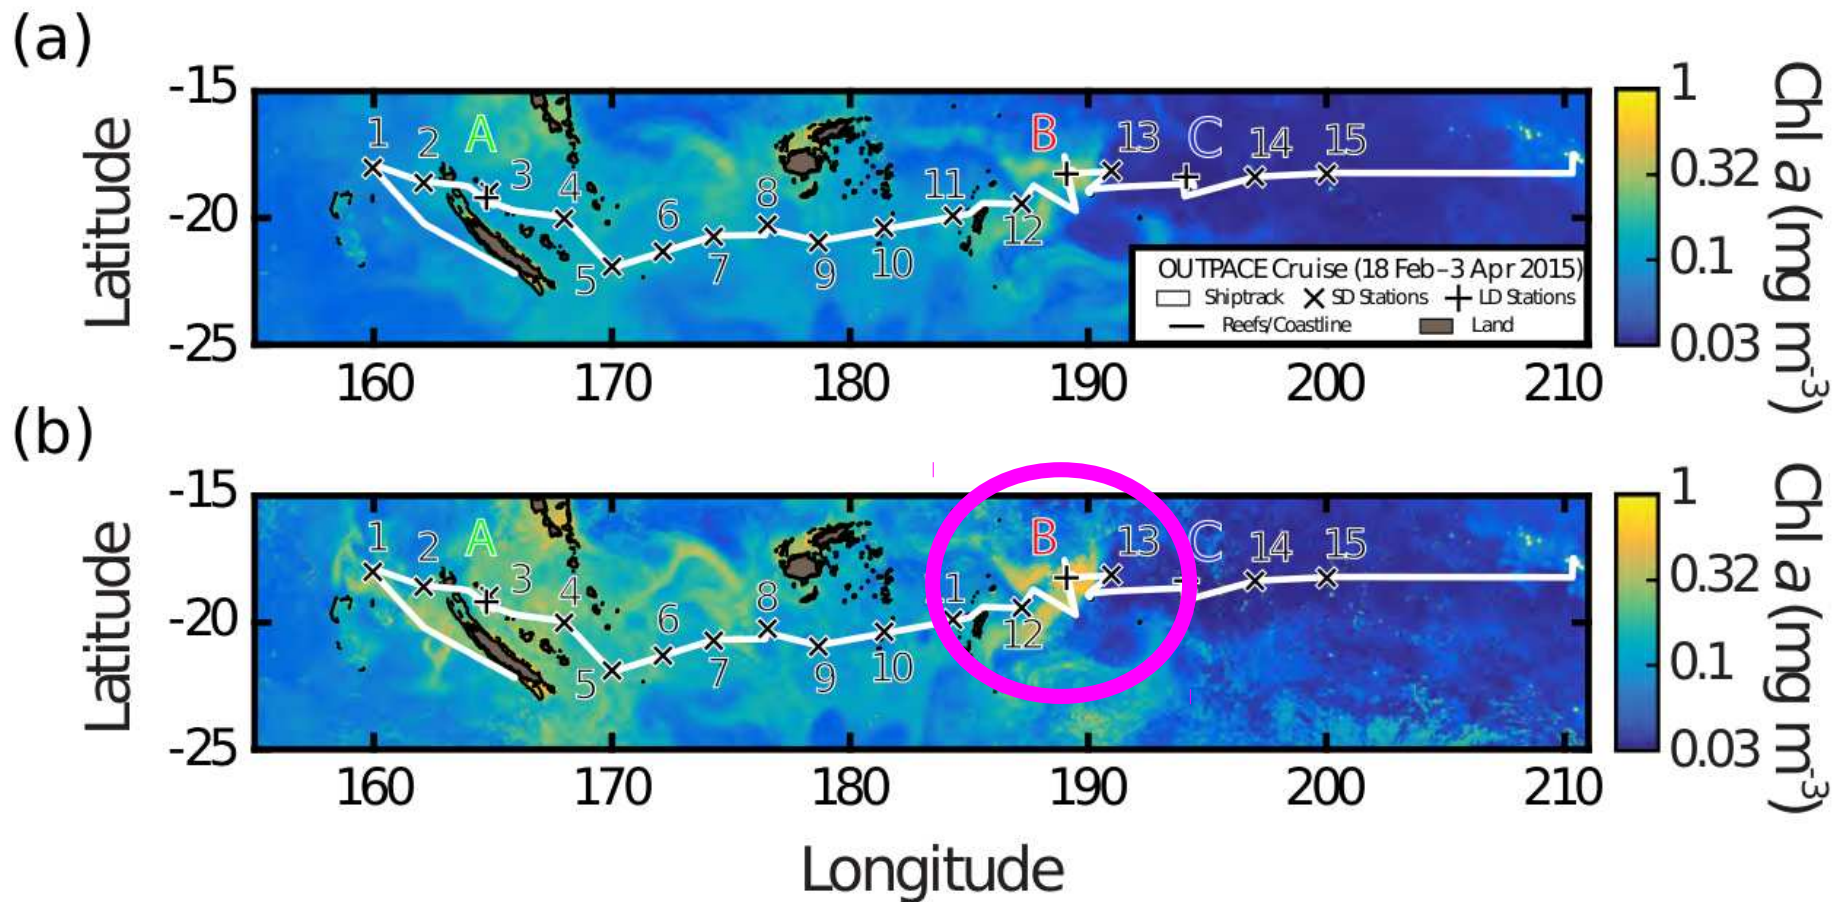 (a)
-15
-20
-25
Latitude
1 2 A 3 4 5 6 7 8 9 10 11 12 B 13 C 14 15
OUTPACE Cruise (18 Feb–3 Apr 2015)
Shiptrack SD Stations LD Stations
Reefs/Coastline Land
160 170 180 190 200 210
1
0.32
0.1
0.03
Chl a (mg m-3)
(b)
-15
-20
-25
Latitude
1 2 A 3 4 5 6 7 8 9 10 1 12 B 13 C 14 15
160 170 180 190 200 210
1
0.32
0.1
0.03
Chl a (mg m-3)
Longitude